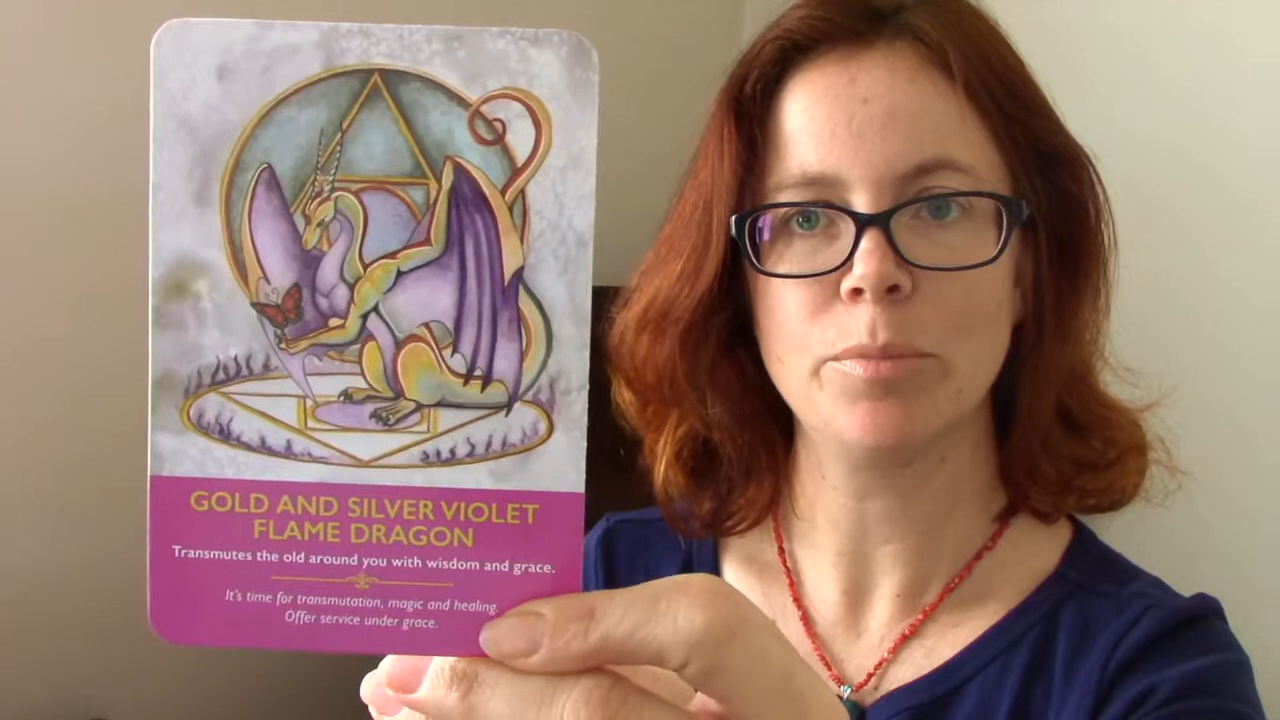 GOLD AND SILVER VIOLET
FLAME DRAGON
Transmutes the old around you with wisdom and grace.
It's time for transmutation, magic and healing.
Offer service under grace.